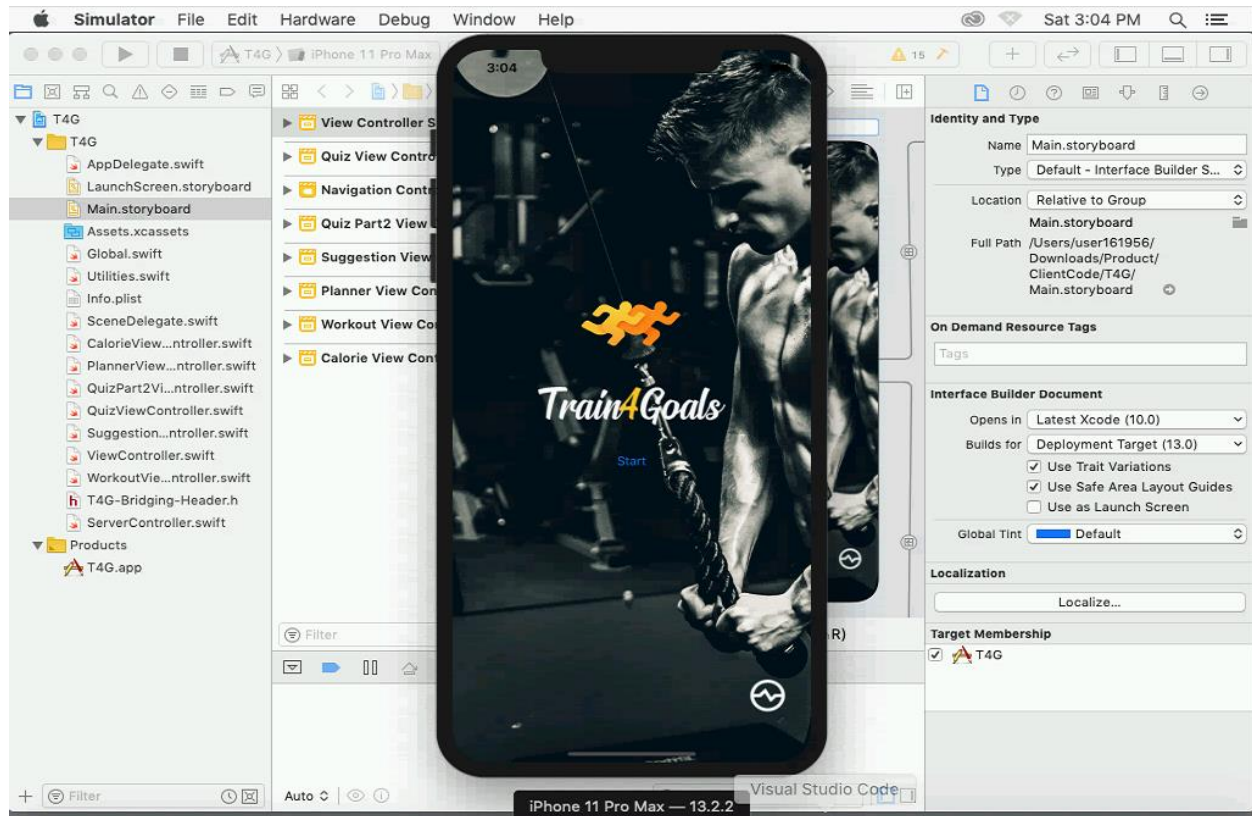 Simulator File Edit Hardware Debug Window Help Sat 3:04 PM
T4G iPhone 11 Pro Max 15
3:04
T4G
T4G
AppDelegate.swift
LaunchScreen.storyboard
Main.storyboard
Assets.xcassets
Global.swift
Utilities.swift
Info.plist
SceneDelegate.swift
CalorieView...ntroller.swift
PlannerView...ntroller.swift
QuizPart2Vi...ntroller.swift
QuizViewController.swift
Suggestion...ntroller.swift
ViewController.swift
WorkoutVie...ntroller.swift
T4G-Bridging-Header.h
ServerController.swift
Products
T4G.app
Filter
View Controller S
Quiz View Contro
Navigation Contr
Quiz Part2 View
Suggestion View
Planner View Con
Workout View Co
Calorie View Cont
Filter
R)
Auto
Train4Goals
Start
iPhone 11 Pro Max — 13.2.2
Visual Studio Code
Identity and Type
Name Main.storyboard
Type Default - Interface Builder S...
Location Relative to Group
Main.storyboard
Full Path /Users/user161956/
Downloads/Product/
ClientCode/T4G/
Main.storyboard
On Demand Resource Tags
Tags
Interface Builder Document
Opens in Latest Xcode (10.0)
Builds for Deployment Target (13.0)
Use Trait Variations
Use Safe Area Layout Guides
Use as Launch Screen
Global Tint Default
Localization
Localize...
Target Membership
T4G